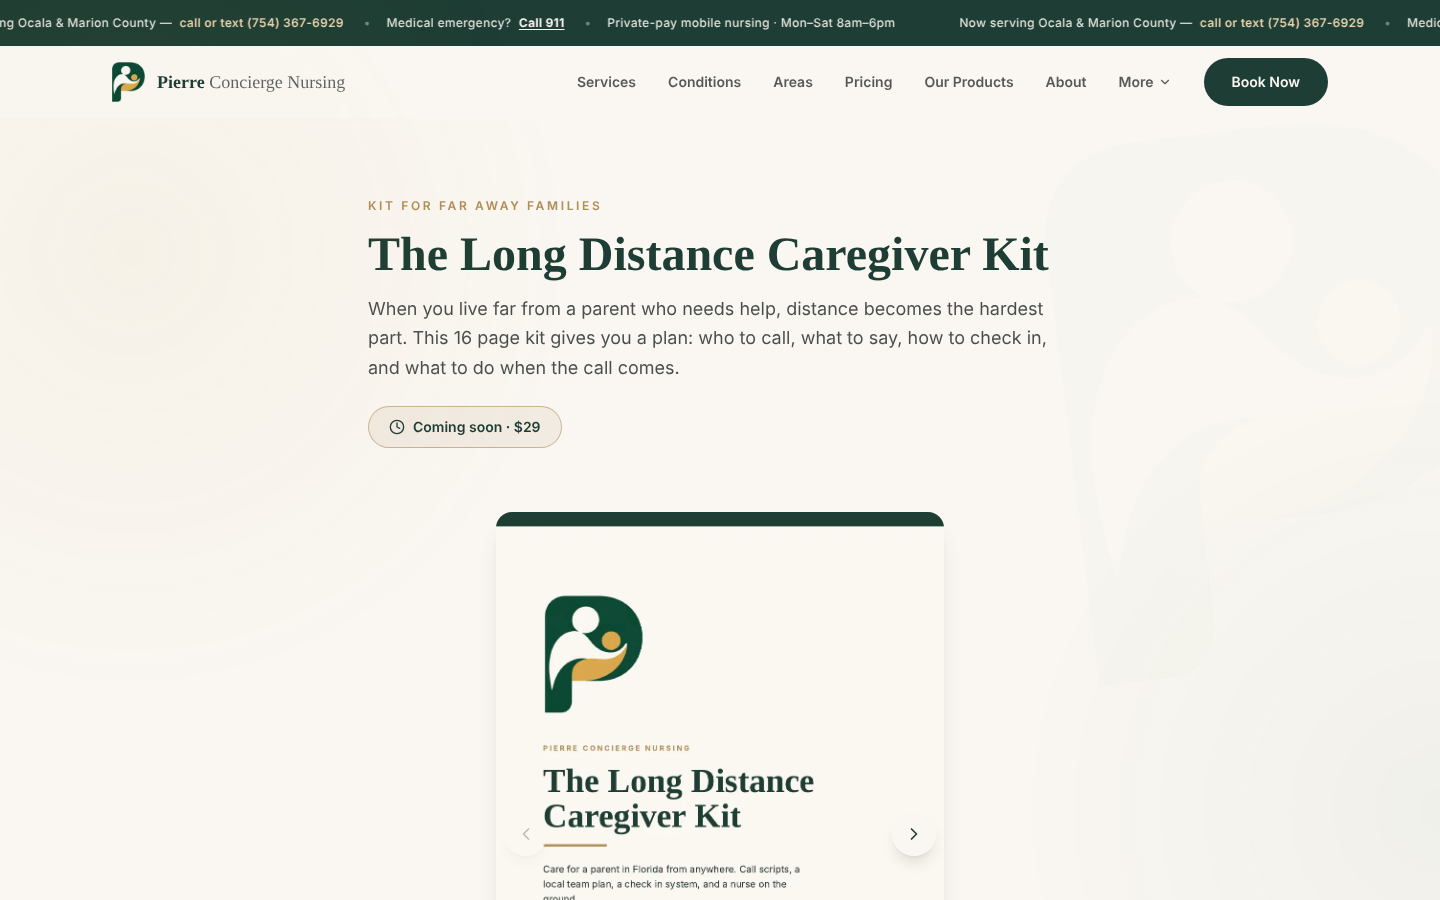 ng Ocala & Marion County — call or text (754) 367-6929 • Medical emergency? Call 911 • Private-pay mobile nursing · Mon–Sat 8am–6pm Now serving Ocala & Marion County — call or text (754) 367-6929 • Medic
Pierre Concierge Nursing
Services Conditions Areas Pricing Our Products About More Book Now
KIT FOR FAR AWAY FAMILIES
The Long Distance Caregiver Kit
When you live far from a parent who needs help, distance becomes the hardest
part. This 16 page kit gives you a plan: who to call, what to say, how to check in,
and what to do when the call comes.
Coming soon · $29
PIERRE CONCIERGE NURSING
The Long Distance
Caregiver Kit
Care for a parent in Florida from anywhere. Call scripts, a
local team plan, a check in system, and a nurse on the
ground.